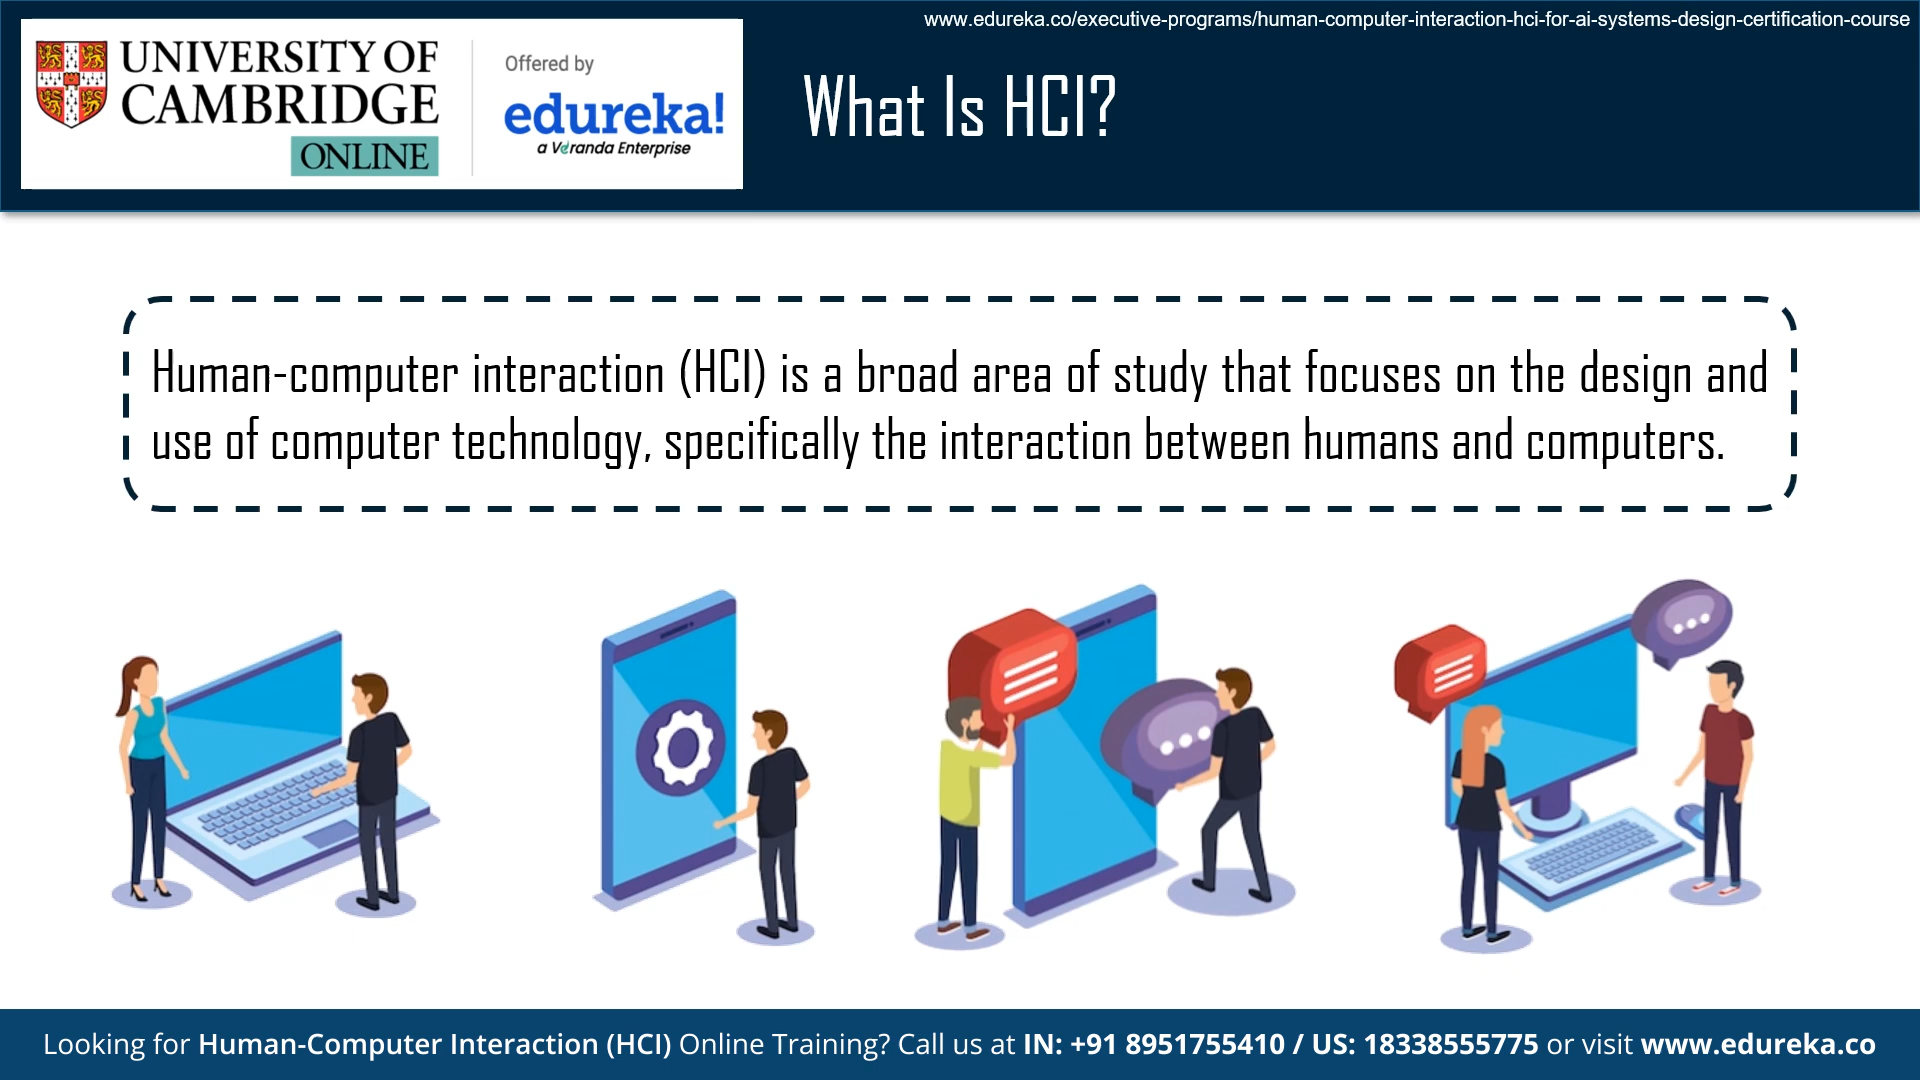 www.edureka.co/executive-programs/human-computer-interaction-hci-for-ai-systems-design-certification-course
UNIVERSITY OF
CAMBRIDGE
ONLINE
Offered by
edureka!
a Veranda Enterprise
What Is HCI?
Human-computer interaction (HCI) is a broad area of study that focuses on the design and
use of computer technology, specifically the interaction between humans and computers.
Looking for Human-Computer Interaction (HCI) Online Training? Call us at IN: +91 8951755410 / US: 18338555775 or visit www.edureka.co